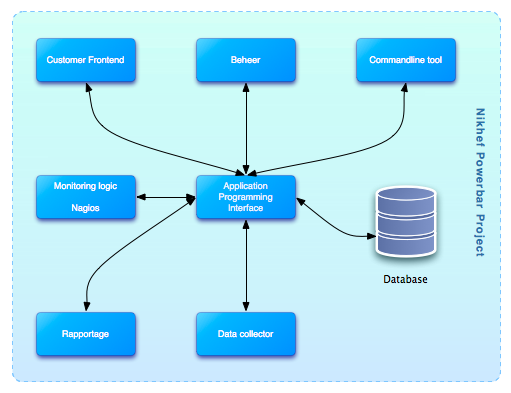 Customer Frontend
Beheer
Commandline tool
Nikhef Powerbar Project
Monitoring logic
Nagios
Application
Programming
Interface
Database
Rapportage
Data collector